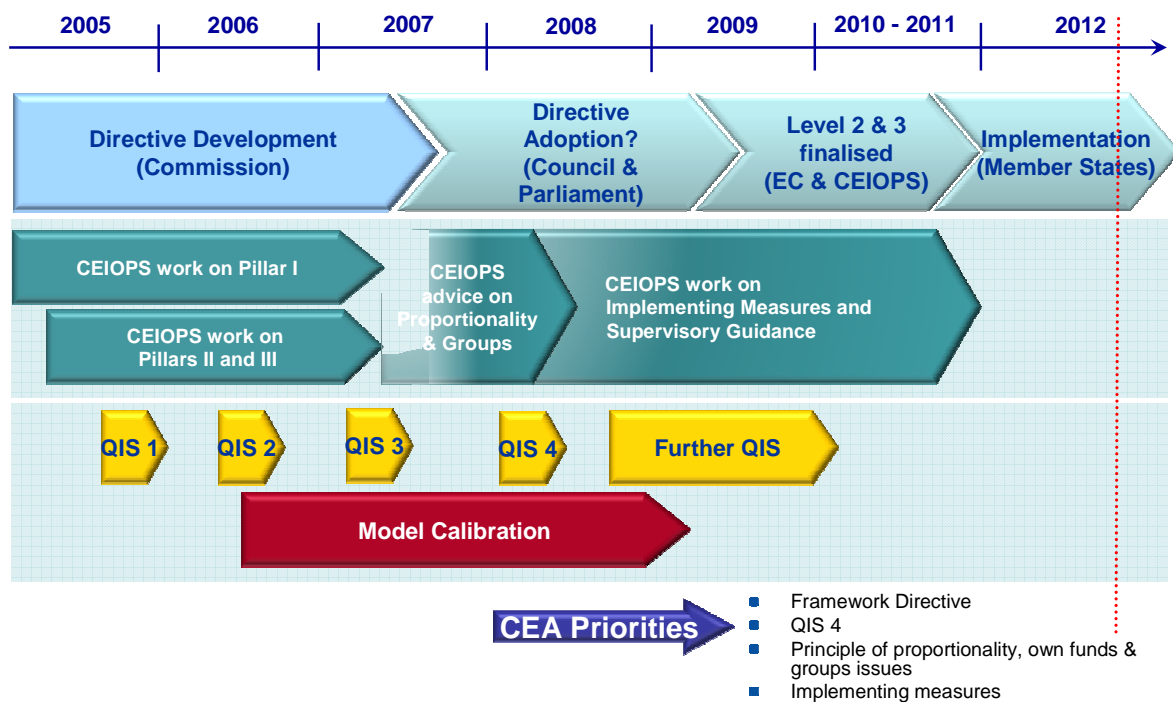 2005
2006
2007
2008
2009
2010 - 2011
2012
Directive Development
(Commission)
Directive
Adoption?
(Council &
Parliament)
Level 2 & 3
finalised
(EC & CEIOPS)
Implementation
(Member States)
CEIOPS work on Pillar I
CEIOPS work on
Pillars II and III
CEIOPS
advice on
Proportionality
& Groups
CEIOPS work on
Implementing Measures and
Supervisory Guidance
QIS 1
QIS 2
QIS 3
QIS 4
Further QIS
Model Calibration
CEA Priorities
Framework Directive
QIS 4
Principle of proportionality, own funds &
groups issues
Implementing measures